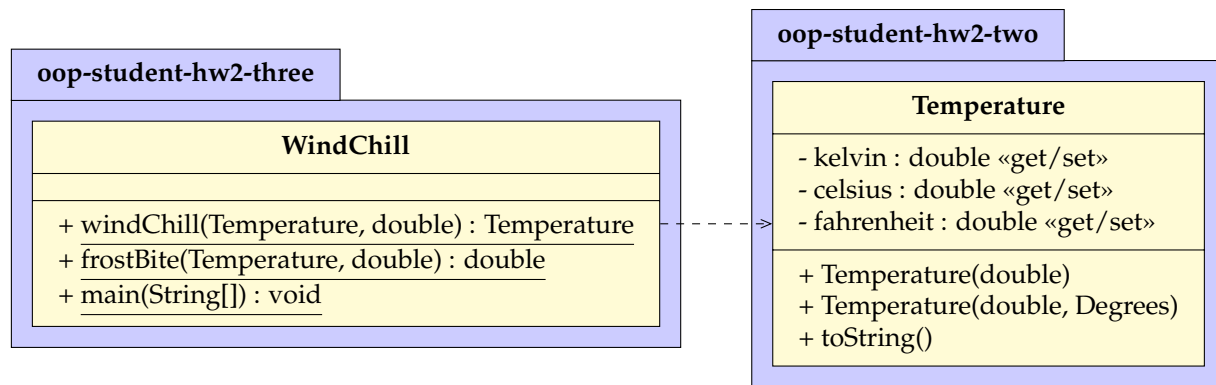 oop-student-hw2-three
WindChill
+ windChill(Temperature, double) : Temperature
+ frostBite(Temperature, double) : double
+ main(String[]) : void
oop-student-hw2-two
Temperature
- kelvin : double «get/set»
- celsius : double «get/set»
- fahrenheit : double «get/set»
+ Temperature(double)
+ Temperature(double, Degrees)
+ toString()